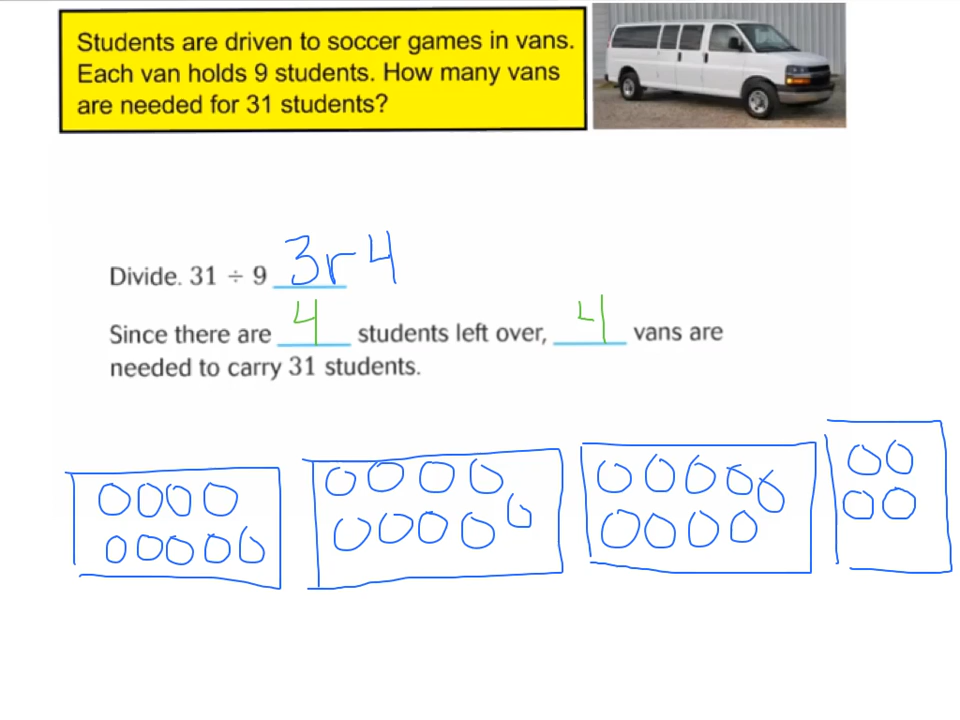 Students are driven to soccer games in vans.
Each van holds 9 students. How many vans
are needed for 31 students?
Divide. 31 ÷ 9 3r4
Since there are 4 students left over, 4 vans are
needed to carry 31 students.